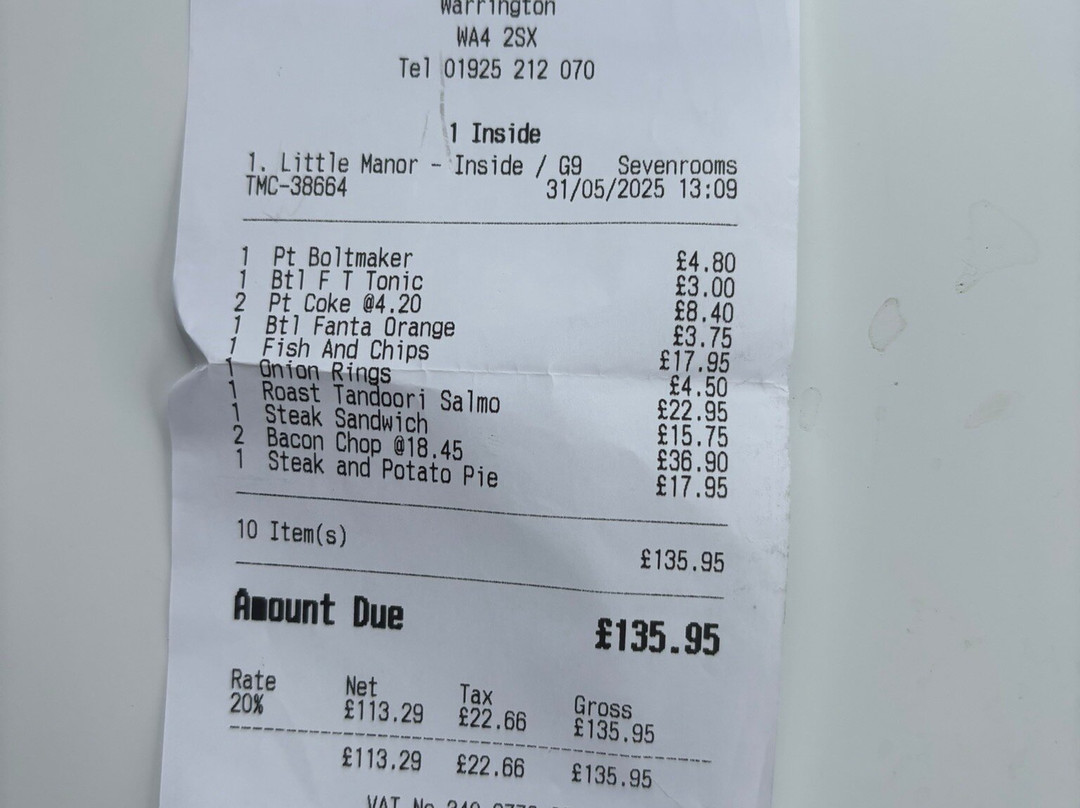 Warrington
WA4 2SX
Tel 01925 212 070
1 Inside
1. Little Manor - Inside / G9 Sevenrooms
TMC-38664 31/05/2025 13:09
1 Pt Boltmaker £4.80
1 Btl F T Tonic £3.00
2 Pt Coke @4.20 £8.40
1 Btl Fanta Orange £3.75
1 Fish And Chips £17.95
1 Onion Rings £4.50
1 Roast Tandoori Salmo £22.95
1 Steak Sandwich £15.75
2 Bacon Chop @18.45 £36.90
1 Steak and Potato Pie £17.95
10 Item(s) £135.95
Amount Due £135.95
Rate Net Tax Gross
20% £113.29 £22.66 £135.95
£113.29 £22.66 £135.95
VAT No